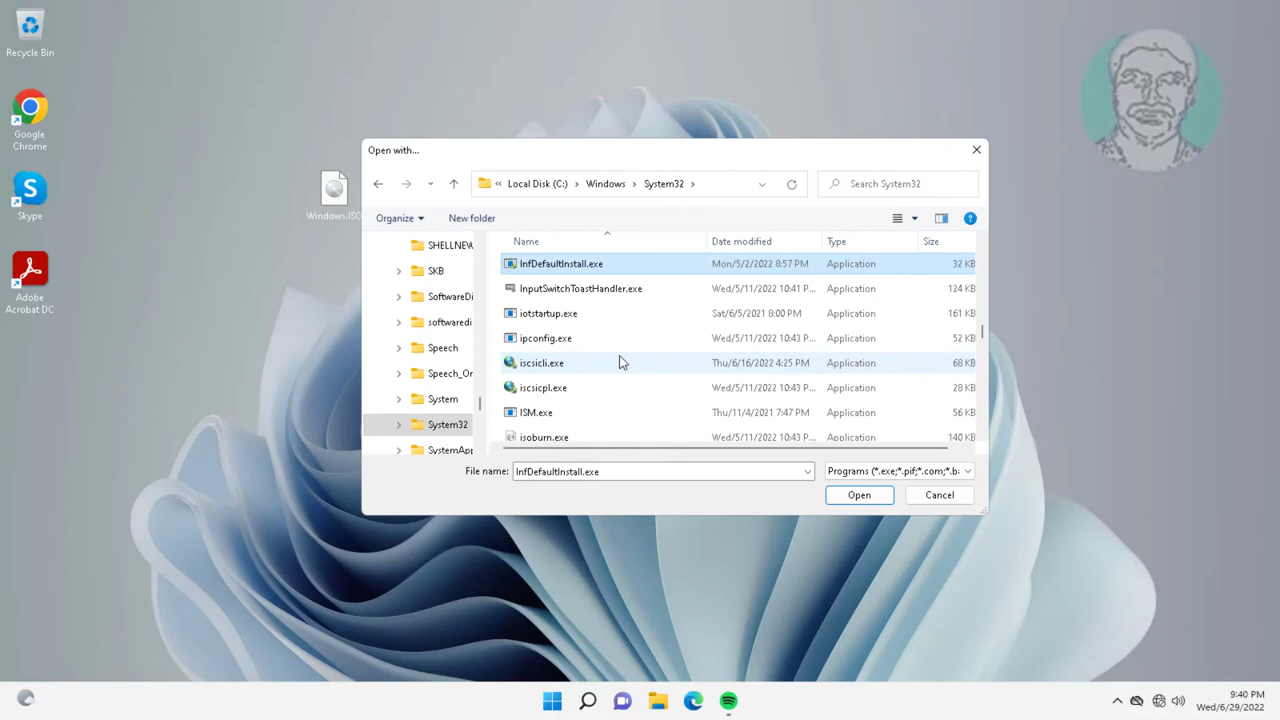 Recycle Bin
Google
Chrome
Skype
Adobe
Acrobat DC
Windows.ISO
Open with...
Local Disk (C:) Windows System32
Search System32
Organize New folder
Name Date modified Type Size
SHELLNEW
SKB
SoftwareDi
softwaredi
Speech
Speech_On
System
System32
SystemApp
InfDefaultInstall.exe Mon/5/2/2022 8:57 PM Application 32 KB
InputSwitchToastHandler.exe Wed/5/11/2022 10:41 P... Application 124 KB
iotstartup.exe Sat/6/5/2021 8:00 PM Application 161 KB
ipconfig.exe Wed/5/11/2022 10:43 P... Application 52 KB
iscsicli.exe Thu/6/16/2022 4:25 PM Application 68 KB
iscsicpl.exe Wed/5/11/2022 10:43 P... Application 28 KB
ISM.exe Thu/11/4/2021 7:47 PM Application 56 KB
isoburn.exe Wed/5/11/2022 10:43 P... Application 140 KB
File name: InfDefaultInstall.exe Programs (*.exe;*.pif;*.com;*.b
Open Cancel
9:40 PM
Wed/6/29/2022